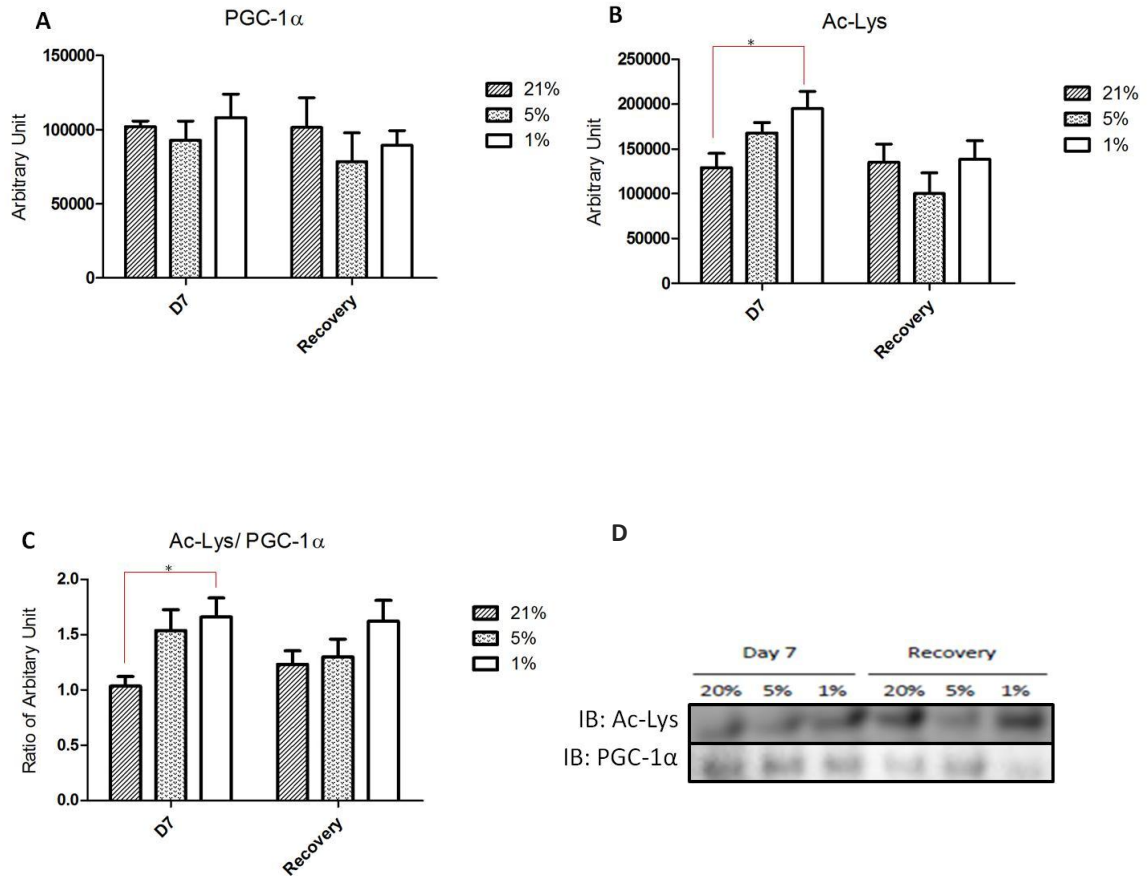 A
PGC-1α
150000
100000
50000
0
Arbitrary Unit
D7
Recovery
21%
5%
1%
B
Ac-Lys
*
250000
200000
150000
100000
50000
0
Arbitrary Unit
D7
Recovery
21%
5%
1%
C
Ac-Lys/ PGC-1α
*
2.0
1.5
1.0
0.5
0.0
Ratio of Arbitary Unit
D7
Recovery
21%
5%
1%
D
Day 7 Recovery
20% 5% 1% 20% 5% 1%
IB: Ac-Lys
IB: PGC-1α